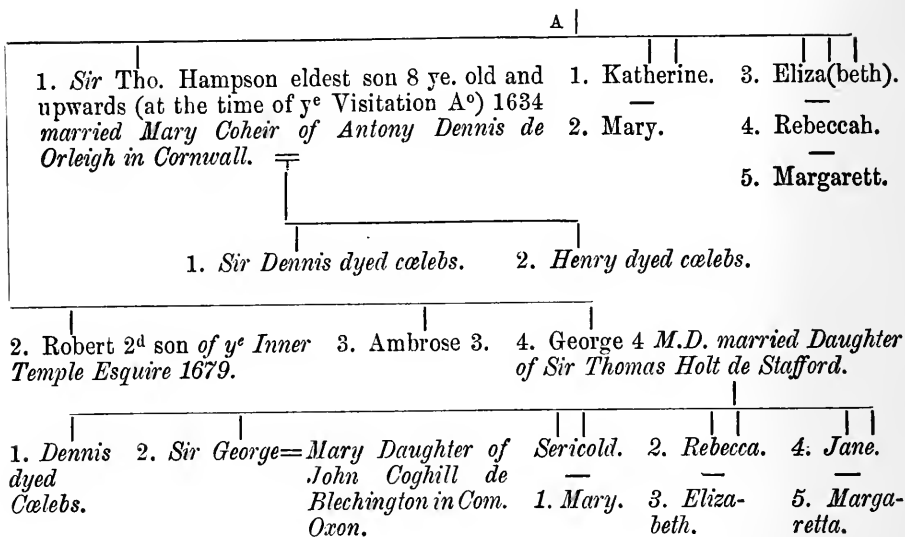 A
1. Sir Tho. Hampson eldest son 8 ye. old and
upwards (at the time of yᵉ Visitation Aᵒ) 1634
married Mary Coheir of Antony Dennis de
Orleigh in Cornwall.
1. Katherine.
2. Mary.
3. Eliza(beth).
4. Rebeccah.
5. Margarett.
1. Sir Dennis dyed cœlebs.
2. Henry dyed cœlebs.
2. Robert 2ᵈ son of yᵉ Inner
Temple Esquire 1679.
3. Ambrose 3.
4. George 4 M.D. married Daughter
of Sir Thomas Holt de Stafford.
1. Dennis
dyed
Cœlebs.
2. Sir George=
Mary Daughter of
John Coghill de
Blechington in Com.
Oxon.
Sericold.
1. Mary.
2. Rebecca.
3. Eliza-
beth.
4. Jane.
5. Marga-
retta.